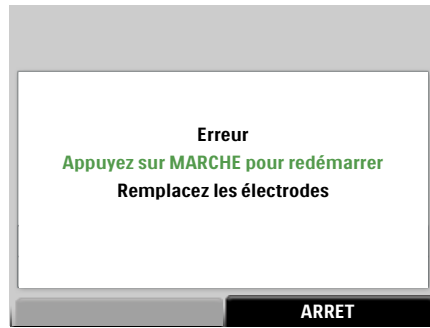 Erreur
Appuyez sur MARCHE pour redémarrer
Remplacez les électrodes
ARRET